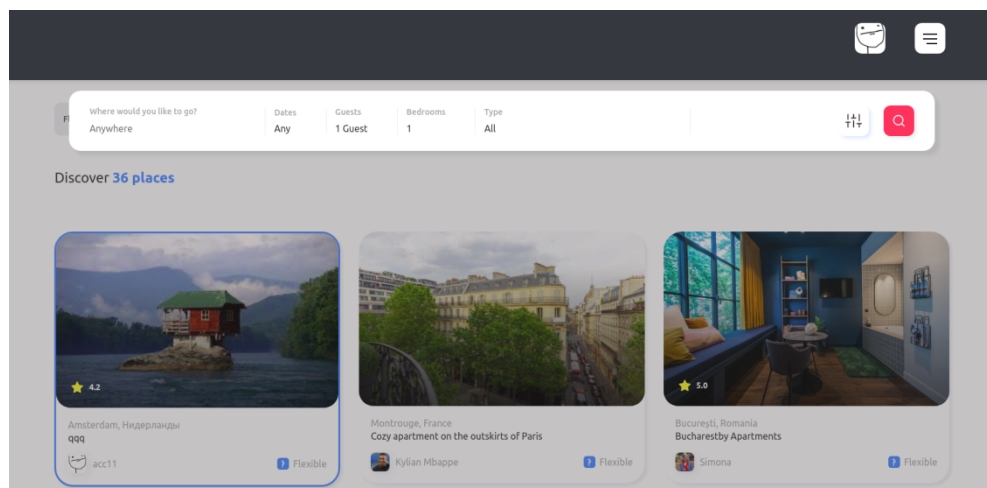 Where would you like to go?
Anywhere
Dates
Any
Guests
1 Guest
Bedrooms
1
Type
All
Discover 36 places
4.2
Amsterdam, Нидерланды
qqq
acc11
? Flexible
Montrouge, France
Cozy apartment on the outskirts of Paris
Kylian Mbappe
? Flexible
5.0
București, Romania
Bucharestby Apartments
Simona
? Flexible